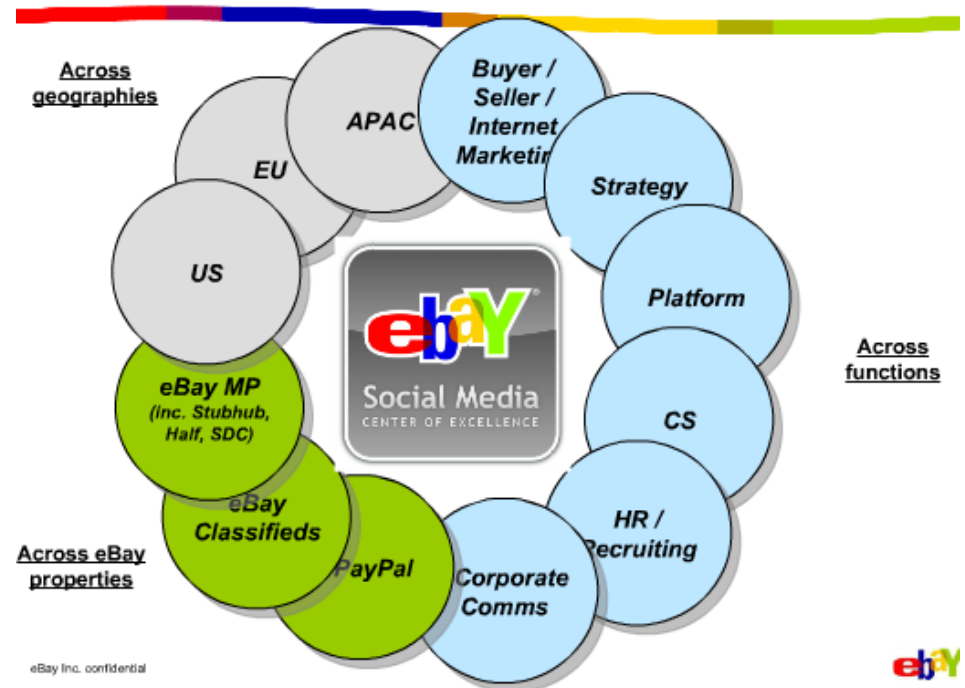 Across
geographies
APAC
EU
US
Buyer /
Seller /
Internet
Marketing
Strategy
Platform
CS
HR /
Recruiting
Corporate
Comms
Across
functions
eBay MP
(inc. Stubhub,
Half, SDC)
eBay
Classifieds
PayPal
Across eBay
properties
ebaY®
Social Media
CENTER OF EXCELLENCE
eBay Inc. confidential
ebaY